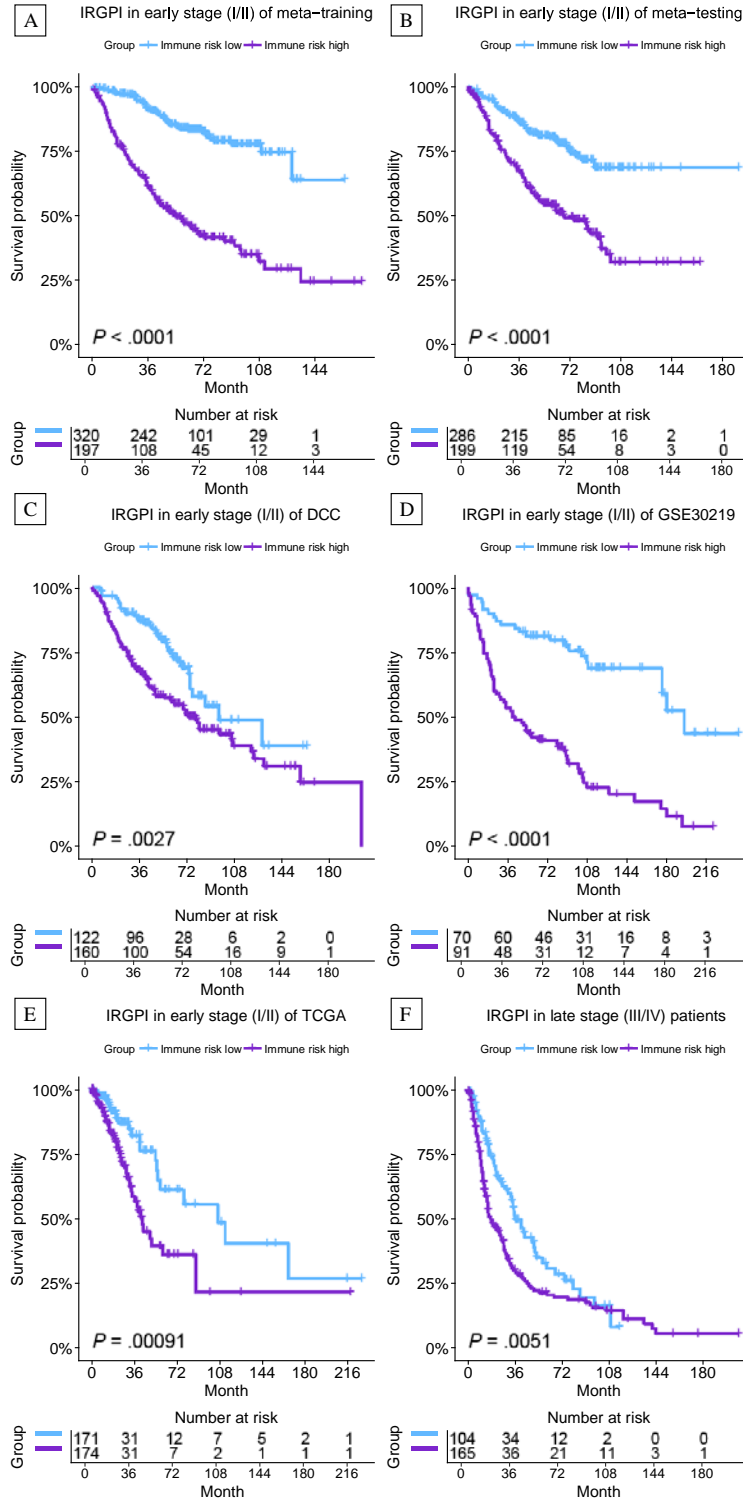 A
IRGPI in early stage (I/II) of meta-training
Group Immune risk low Immune risk high
100%
75%
50%
25%
0%
Survival probability
P < .0001
0 36 72 108 144
Month
Number at risk
Group
320 242 101 29 1
197 108 45 12 3
0 36 72 108 144
Month
B
IRGPI in early stage (I/II) of meta-testing
Group Immune risk low Immune risk high
100%
75%
50%
25%
0%
Survival probability
P < .0001
0 36 72 108 144 180
Month
Number at risk
Group
286 215 85 16 2 1
199 119 54 8 3 0
0 36 72 108 144 180
Month
C
IRGPI in early stage (I/II) of DCC
Group Immune risk low Immune risk high
100%
75%
50%
25%
0%
Survival probability
P = .0027
0 36 72 108 144 180
Month
Number at risk
Group
122 96 28 6 2 0
160 100 54 16 9 1
0 36 72 108 144 180
Month
D
IRGPI in early stage (I/II) of GSE30219
Group Immune risk low Immune risk high
100%
75%
50%
25%
0%
Survival probability
P < .0001
0 36 72 108 144 180 216
Month
Number at risk
Group
70 60 46 31 16 8 3
91 48 31 12 7 4 1
0 36 72 108 144 180 216
Month
E
IRGPI in early stage (I/II) of TCGA
Group Immune risk low Immune risk high
100%
75%
50%
25%
0%
Survival probability
P = .00091
0 36 72 108 144 180 216
Month
Number at risk
Group
171 31 12 7 5 2 1
174 31 7 2 1 1 1
0 36 72 108 144 180 216
Month
F
IRGPI in late stage (III/IV) patients
Group Immune risk low Immune risk high
100%
75%
50%
25%
0%
Survival probability
P = .0051
0 36 72 108 144 180
Month
Number at risk
Group
104 34 12 2 0 0
165 36 21 11 3 1
0 36 72 108 144 180
Month